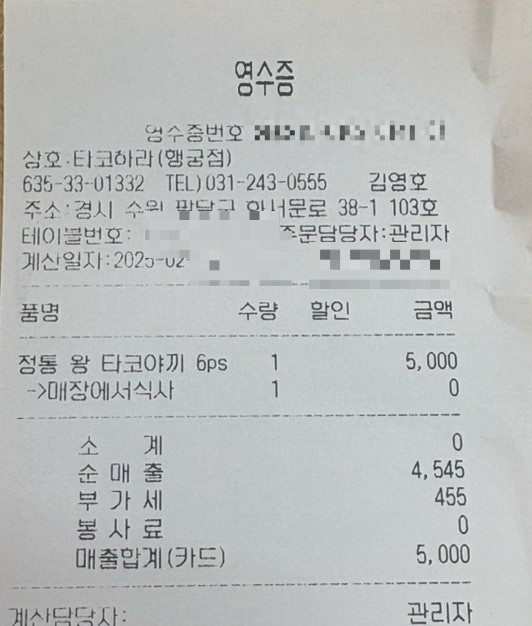 영수증
영수증번호
상호:타코하라(행궁점)
635-33-01332 TEL)031-243-0555 김영호
주소:경시 수원 팔달구 화서문로 38-1 103호
테이블번호: 주문담당자:관리자
계산일자:2025-02
품명 수량 할인 금액
정통 왕 타코야끼 6ps 1 5,000
->매장에서식사 1 0
소 계 0
순 매 출 4,545
부 가 세 455
봉 사 료 0
매출합계(카드) 5,000
계산담당자: 관리자